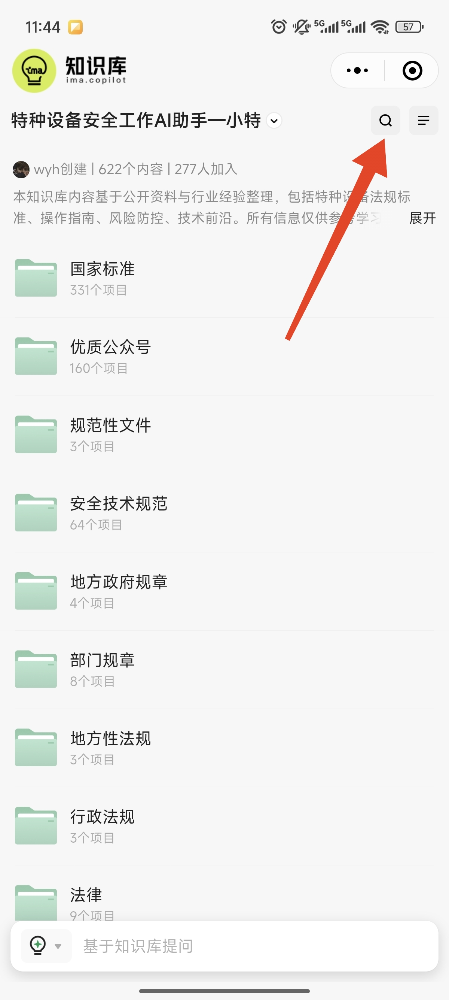 11:44
5G 5G 57
ima 知识库
ima.copilot
特种设备安全工作AI助手—小特
wyh创建 | 622个内容 | 277人加入
本知识库内容基于公开资料与行业经验整理，包括特种设备法规标
准、操作指南、风险防控、技术前沿。所有信息仅供参考学习 展开
国家标准
331个项目
优质公众号
160个项目
规范性文件
3个项目
安全技术规范
64个项目
地方政府规章
4个项目
部门规章
8个项目
地方性法规
3个项目
行政法规
3个项目
法律
9个项目
基于知识库提问